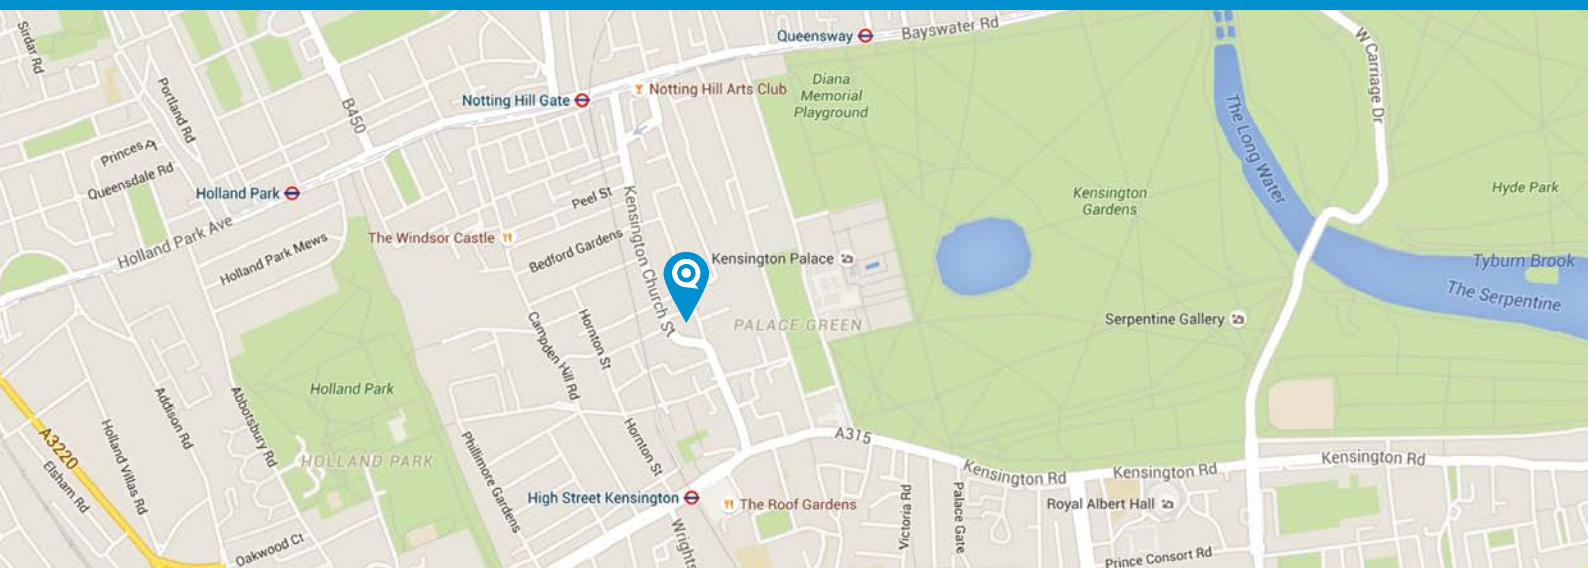 Sirdar Rd
Portland Rd
B450
Queensway
Bayswater Rd
W Carriage Dr
Notting Hill Gate
Notting Hill Arts Club
Diana
Memorial
Playground
Princes
Queensdale Rd
The Long Water
Holland Park
Peel St
Kensington
Gardens
Hyde Park
Holland Park Ave
The Windsor Castle
Kensington Church St
Holland Park Mews
Bedford Gardens
Kensington Palace
Tyburn Brook
The Serpentine
Campden Hill Rd
Hornton St
PALACE GREEN
Serpentine Gallery
Holland Park
Addison Rd
Abbotsbury Rd
A3220
Holland Villas Rd
Elsham Rd
HOLLAND PARK
Phillimore Gardens
Hornton St
A315
Kensington Rd
Kensington Rd
Kensington Rd
High Street Kensington
The Roof Gardens
Victoria Rd
Palace Gate
Royal Albert Hall
Oakwood Ct
Wrights
Prince Consort Rd